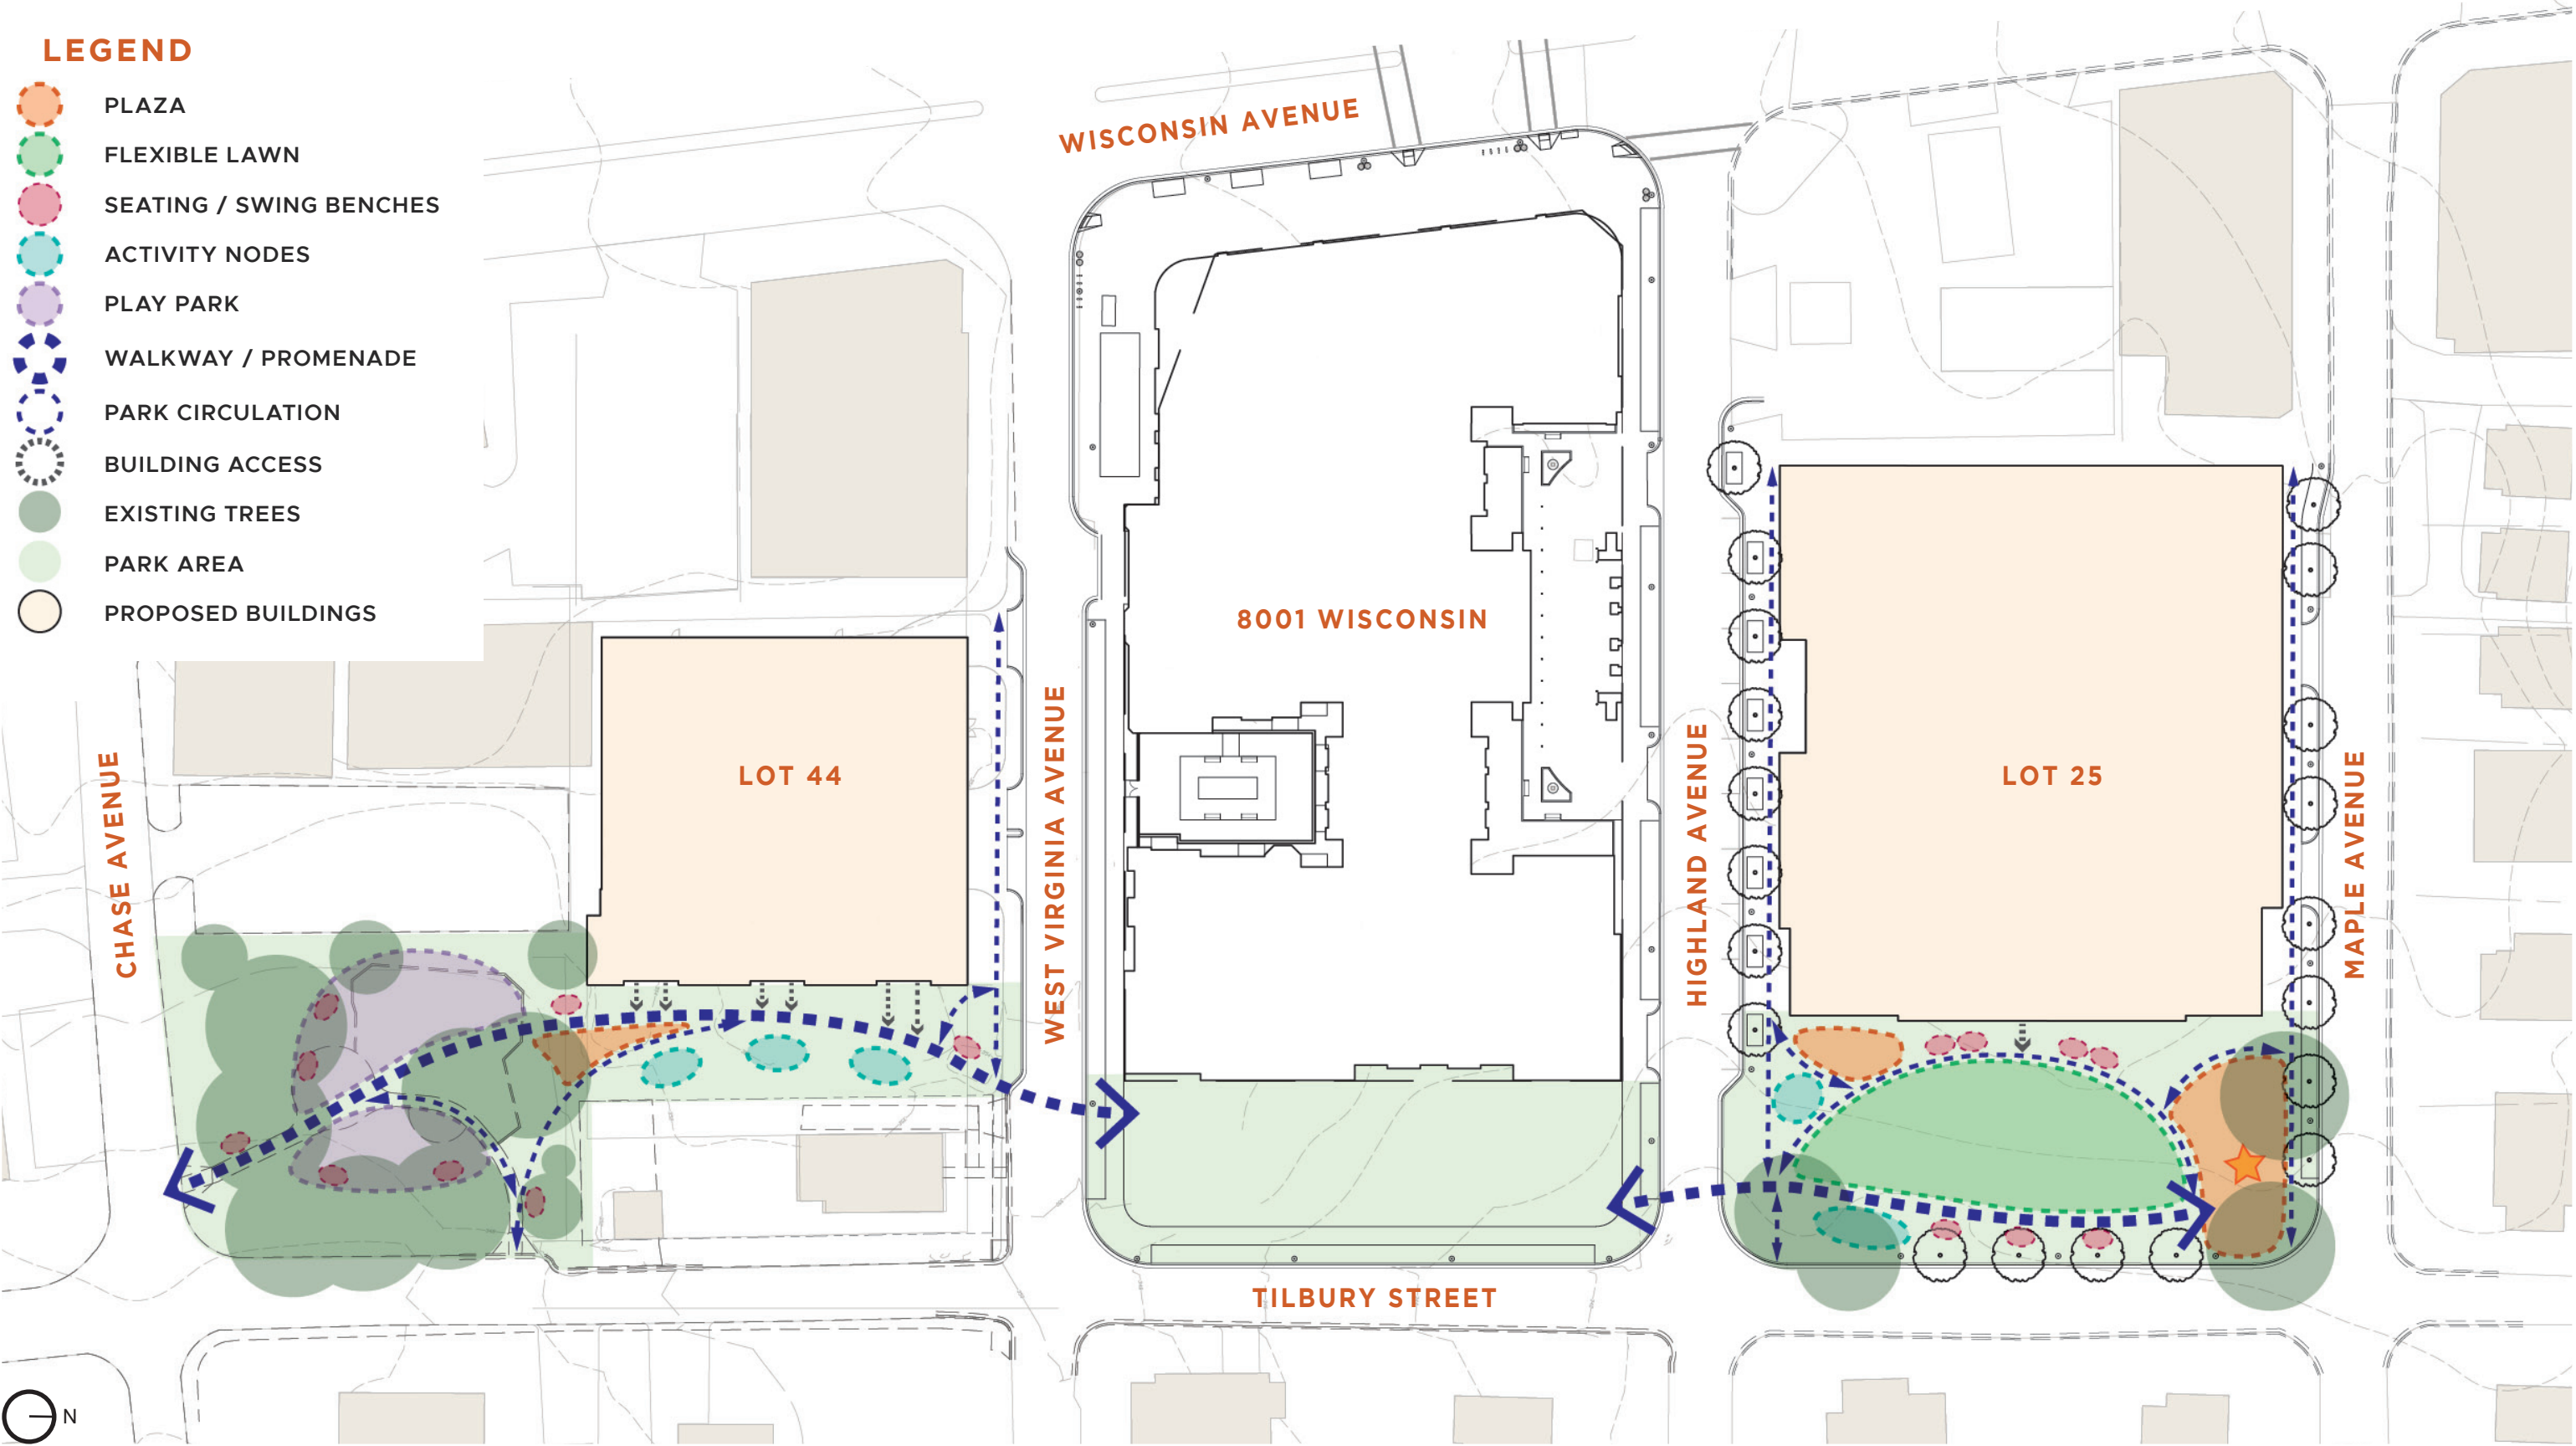 LEGEND
PLAZA
FLEXIBLE LAWN
SEATING / SWING BENCHES
ACTIVITY NODES
PLAY PARK
WALKWAY / PROMENADE
PARK CIRCULATION
BUILDING ACCESS
EXISTING TREES
PARK AREA
PROPOSED BUILDINGS
WISCONSIN AVENUE
8001 WISCONSIN
LOT 44
LOT 25
CHASE AVENUE
WEST VIRGINIA AVENUE
HIGHLAND AVENUE
MAPLE AVENUE
TILBURY STREET
N